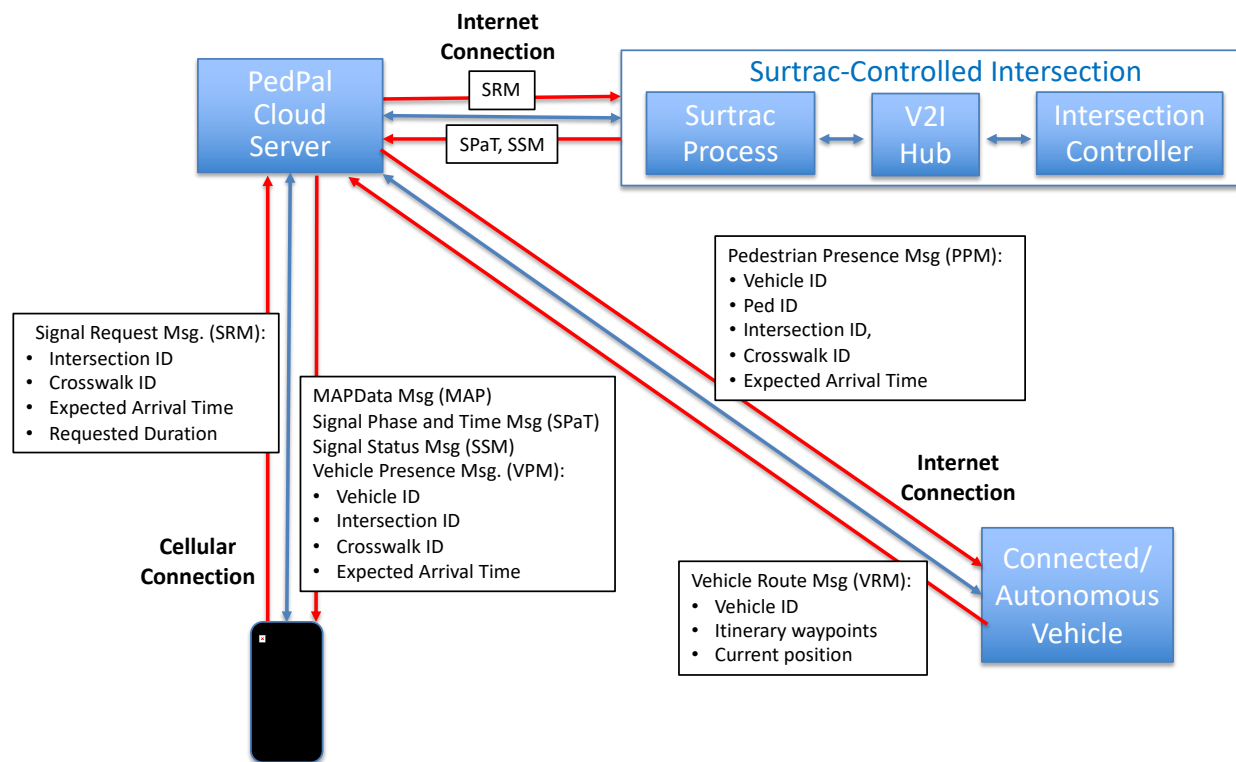 Internet
Connection
PedPal
Cloud
Server
SRM
SPaT, SSM
Surtrac-Controlled Intersection
Surtrac
Process
V2I
Hub
Intersection
Controller
Pedestrian Presence Msg (PPM):
• Vehicle ID
• Ped ID
• Intersection ID,
• Crosswalk ID
• Expected Arrival Time
Signal Request Msg. (SRM):
• Intersection ID
• Crosswalk ID
• Expected Arrival Time
• Requested Duration
MAPData Msg (MAP)
Signal Phase and Time Msg (SPaT)
Signal Status Msg (SSM)
Vehicle Presence Msg. (VPM):
• Vehicle ID
• Intersection ID
• Crosswalk ID
• Expected Arrival Time
Internet
Connection
Cellular
Connection
Vehicle Route Msg (VRM):
• Vehicle ID
• Itinerary waypoints
• Current position
Connected/
Autonomous
Vehicle